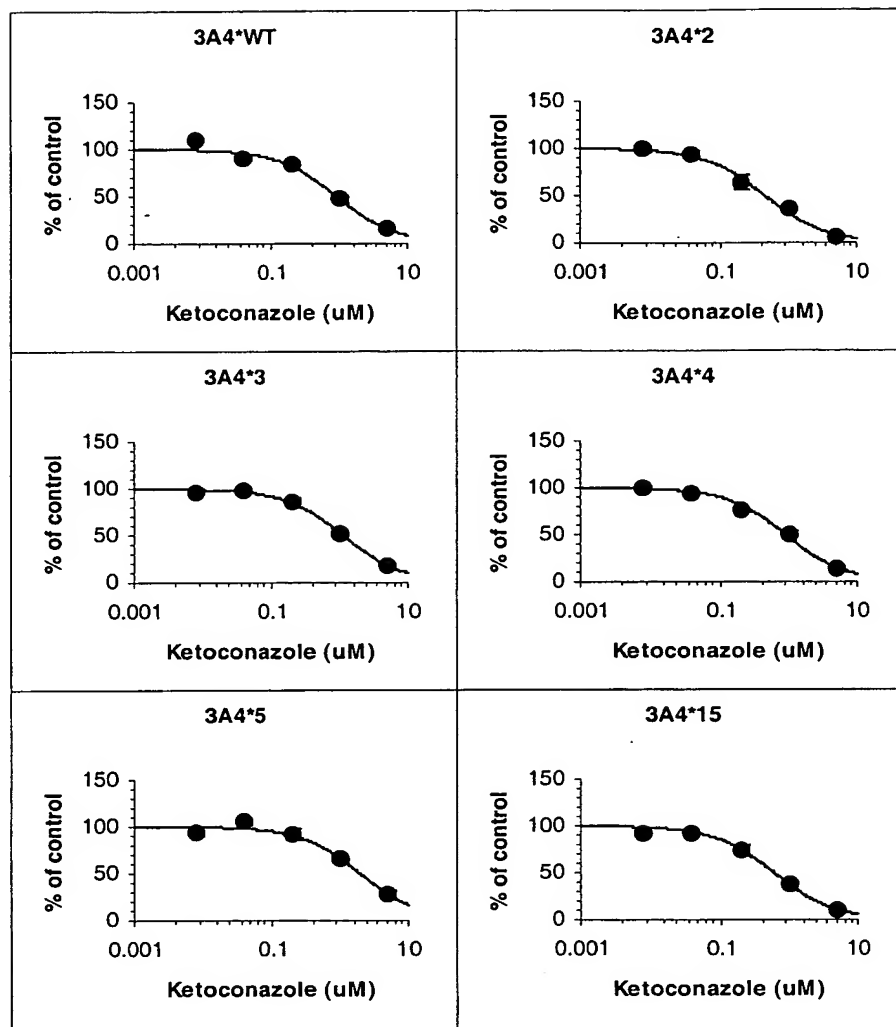 3A4*WT
% of control
150
100
50
0
0.001 0.1 10
Ketoconazole (uM)
3A4*2
% of control
150
100
50
0
0.001 0.1 10
Ketoconazole (uM)
3A4*3
% of control
150
100
50
0
0.001 0.1 10
Ketoconazole (uM)
3A4*4
% of control
150
100
50
0
0.001 0.1 10
Ketoconazole (uM)
3A4*5
% of control
150
100
50
0
0.001 0.1 10
Ketoconazole (uM)
3A4*15
% of control
150
100
50
0
0.001 0.1 10
Ketoconazole (uM)